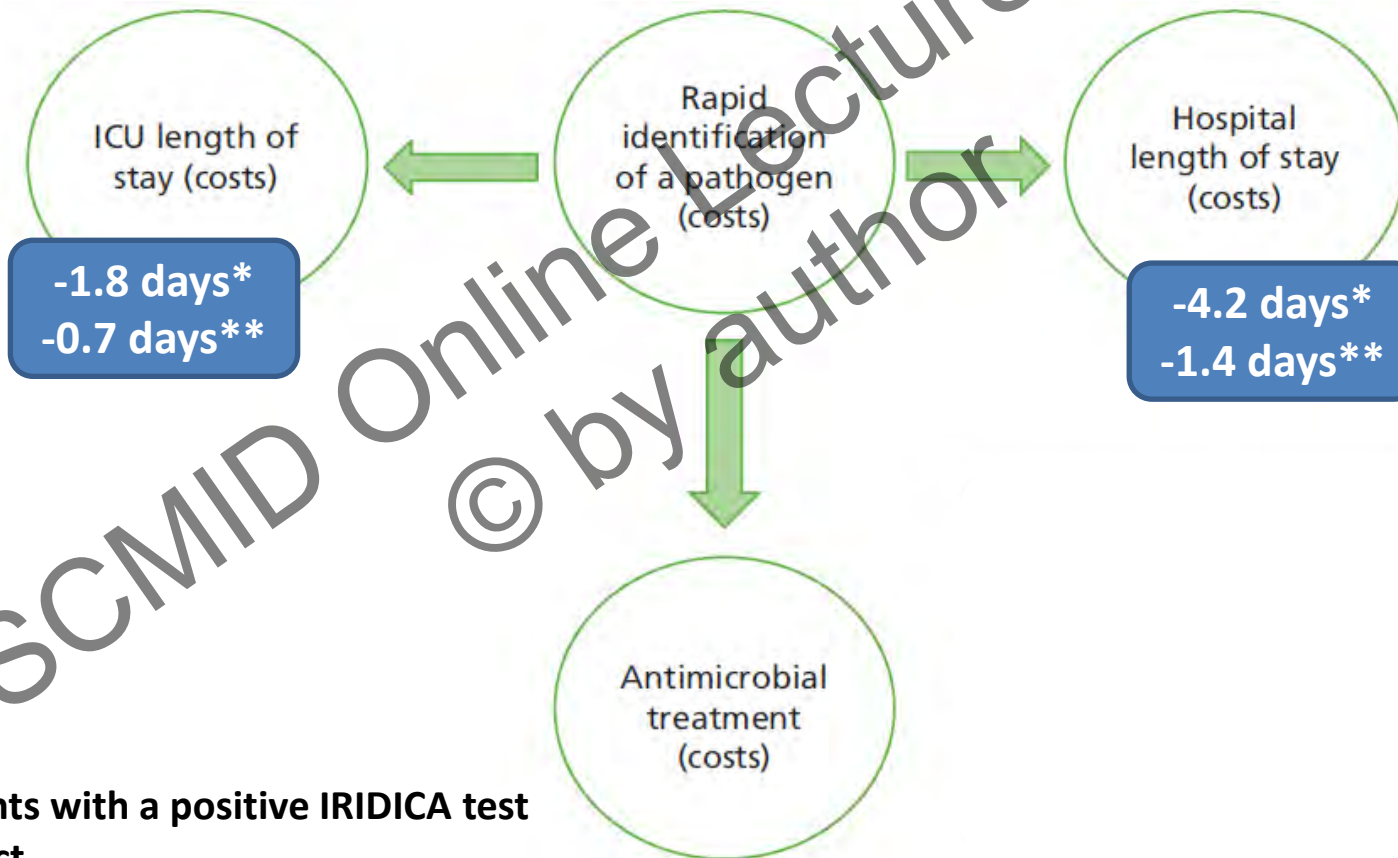 ICU length of
stay (costs)
-1.8 days*
-0.7 days**
Rapid
identification
of a pathogen
(costs)
Hospital
length of stay
(costs)
-4.2 days*
-1.4 days**
Antimicrobial
treatment
(costs)
SCMID Online Lecture
© by author
with a positive IRIDICA test